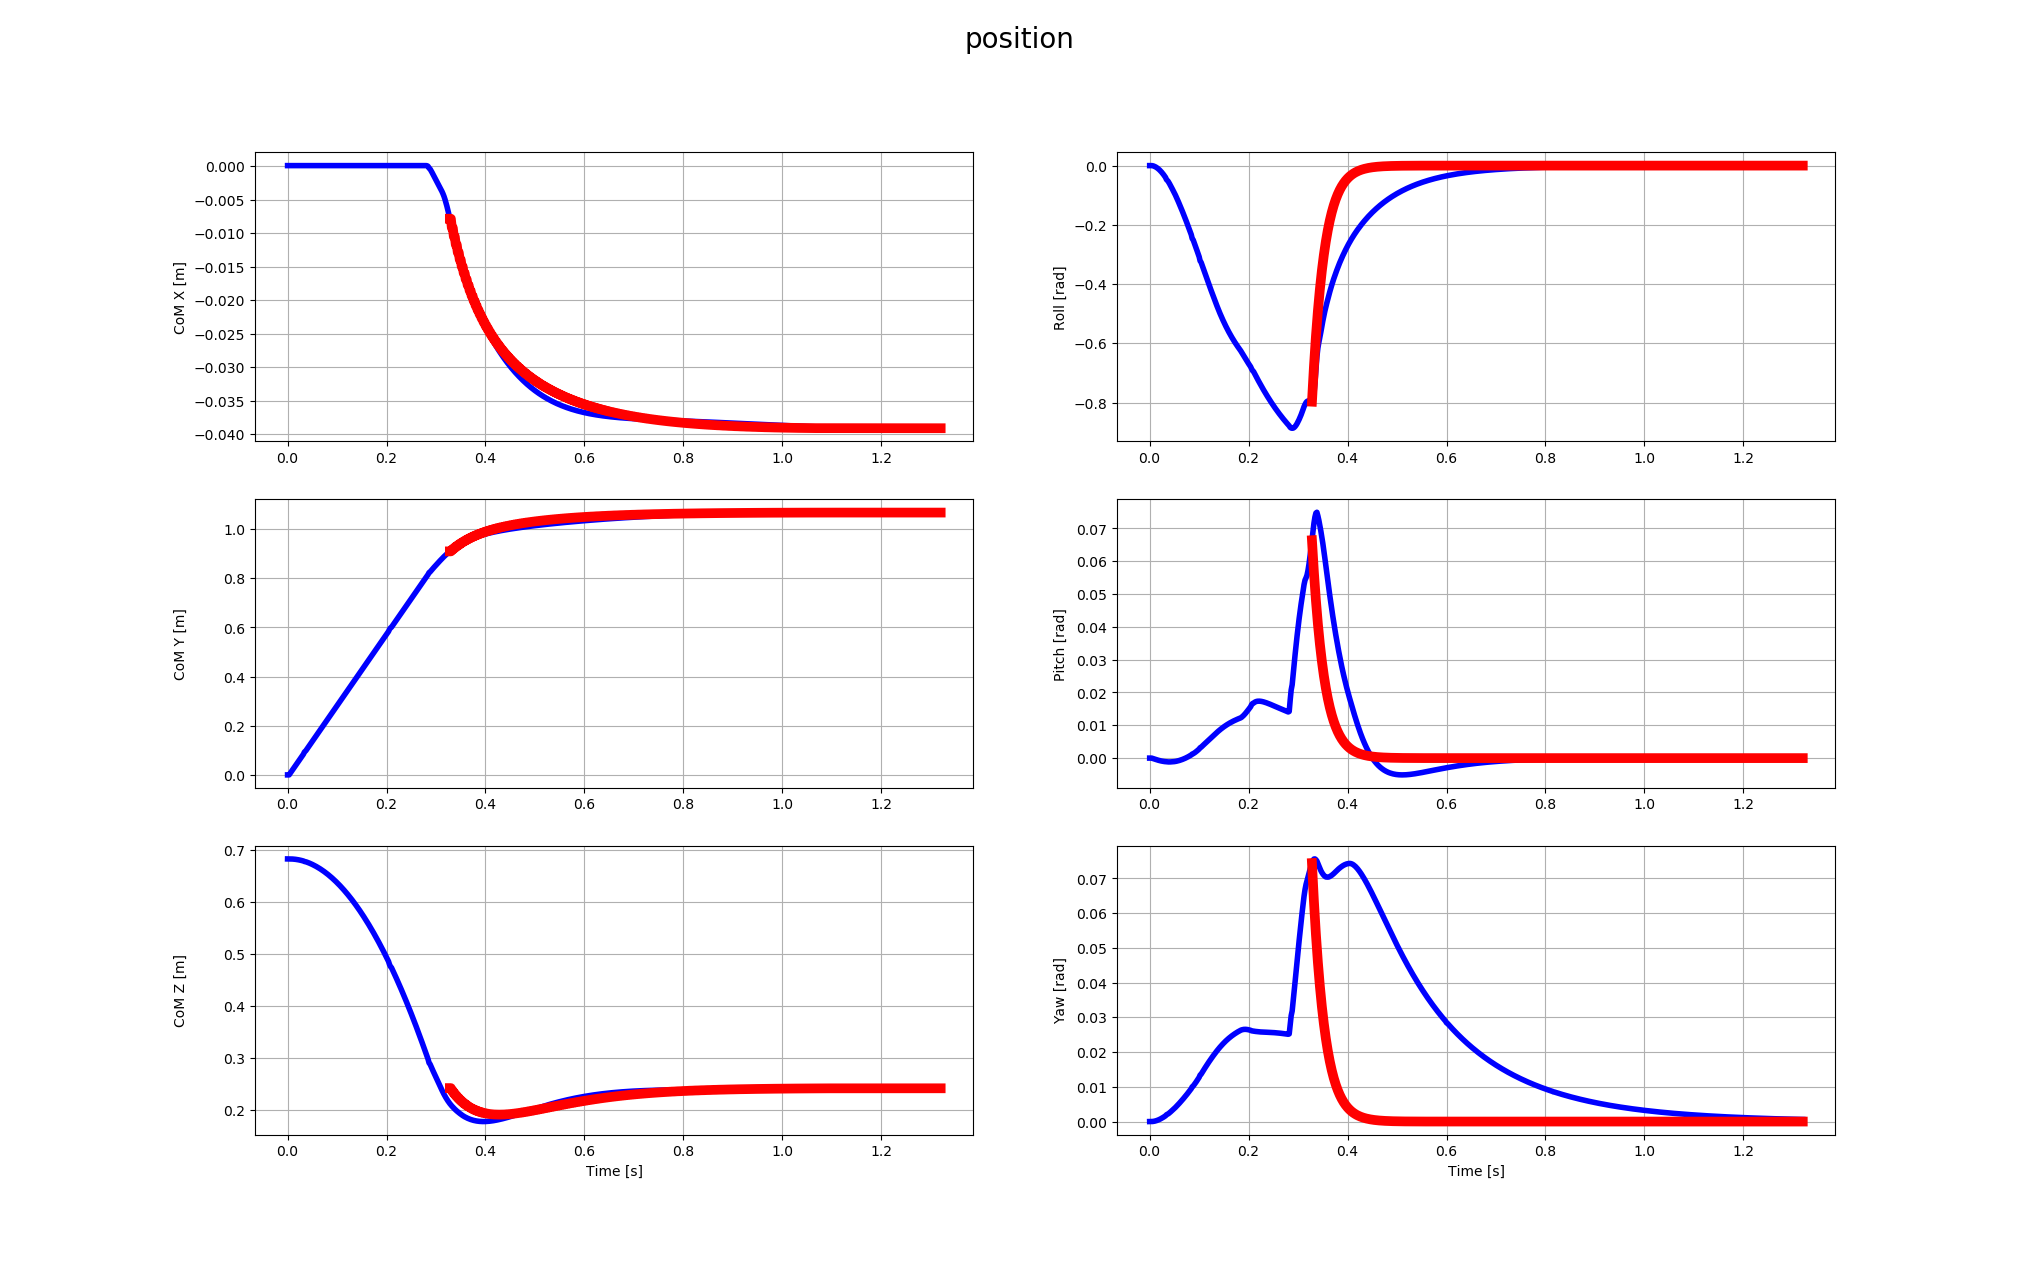 position
0.000
−0.005
−0.010
−0.015
−0.020
−0.025
−0.030
−0.035
−0.040
CoM X [m]
0.0 0.2 0.4 0.6 0.8 1.0 1.2
0.0
−0.2
−0.4
−0.6
−0.8
Roll [rad]
0.0 0.2 0.4 0.6 0.8 1.0 1.2
1.0
0.8
0.6
0.4
0.2
0.0
CoM Y [m]
0.0 0.2 0.4 0.6 0.8 1.0 1.2
0.07
0.06
0.05
0.04
0.03
0.02
0.01
0.00
Pitch [rad]
0.0 0.2 0.4 0.6 0.8 1.0 1.2
0.7
0.6
0.5
0.4
0.3
0.2
CoM Z [m]
0.0 0.2 0.4 0.6 0.8 1.0 1.2
Time [s]
0.07
0.06
0.05
0.04
0.03
0.02
0.01
0.00
Yaw [rad]
0.0 0.2 0.4 0.6 0.8 1.0 1.2
Time [s]